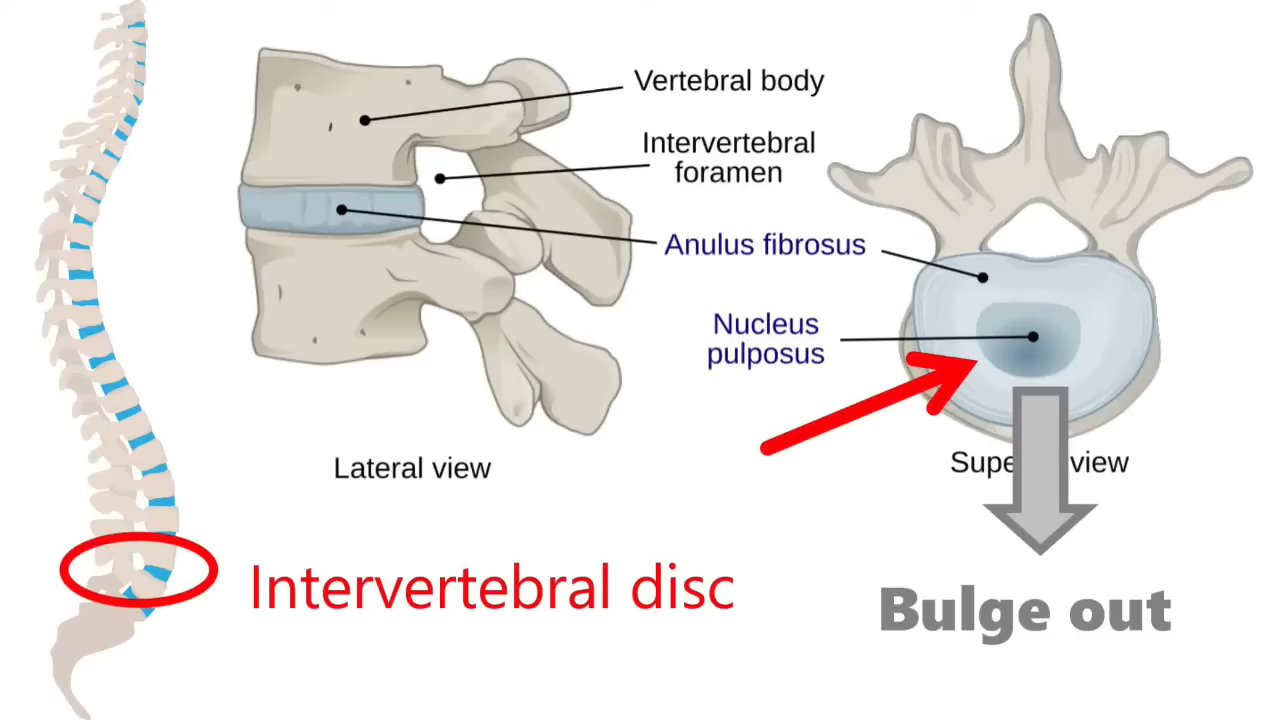 Vertebral body
Intervertebral
foramen
Anulus fibrosus
Nucleus
pulposus
Lateral view
view
Intervertebral disc
Bulge out